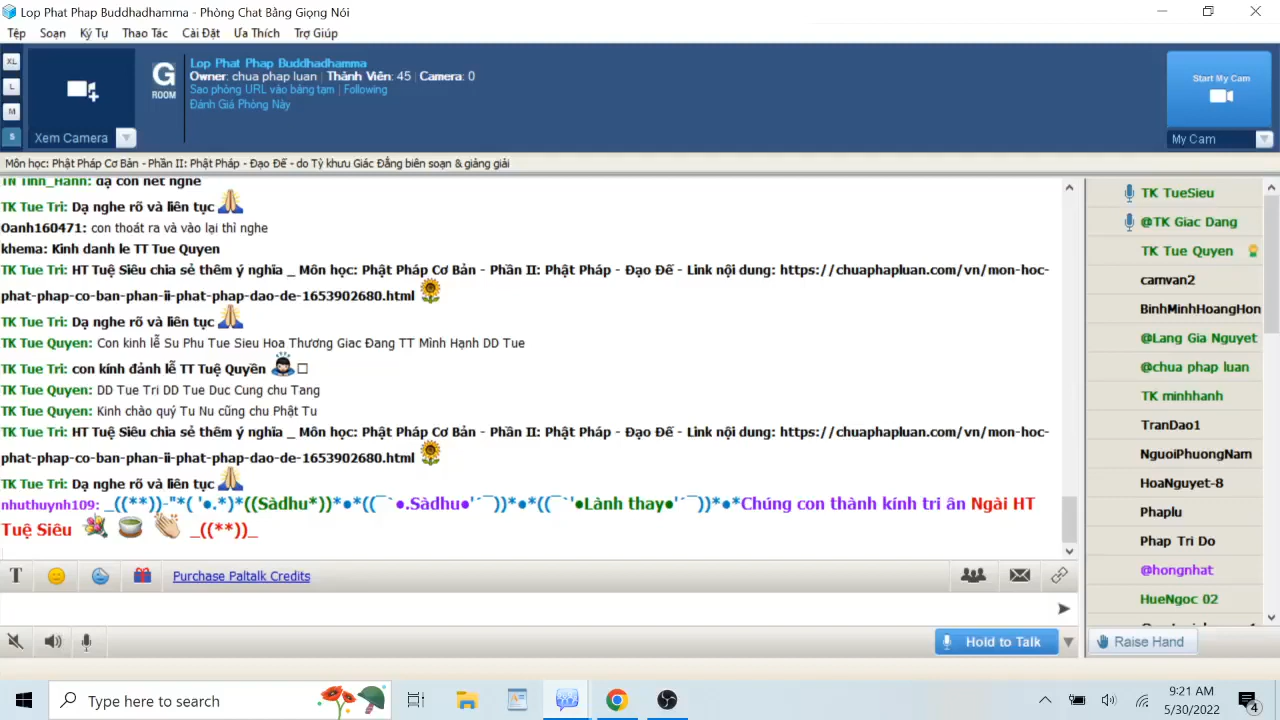 Lop Phat Phap Buddhadhamma - Phòng Chat Bằng Giọng Nói
Tệp Soạn Ký Tự Thao Tác Cài Đặt Ưa Thích Trợ Giúp
XL
L
M
S
Xem Camera
G
ROOM
Lop Phat Phap Buddhadhamma
Owner: chua phap luan | Thành Viên: 45 | Camera: 0
Sao phòng URL vào bảng tạm | Following
Đánh Giá Phòng Này
Start My Cam
My Cam
Môn học: Phật Pháp Cơ Bản - Phần II: Phật Pháp - Đạo Đế - do Tỳ khưu Giác Đẳng biên soạn & giảng giải
TN Tinh_Hanh: dạ con nét nghe
TK Tue Tri: Dạ nghe rõ và liên tục 🙏
Oanh160471: con thoát ra và vào lại thì nghe
khema: Kinh danh le TT Tue Quyen
TK Tue Tri: HT Tuệ Siêu chia sẻ thêm ý nghĩa _ Môn học: Phật Pháp Cơ Bản - Phần II: Phật Pháp - Đạo Đế - Link nội dung: https://chuaphapluan.com/vn/mon-hoc-
phat-phap-co-ban-phan-ii-phat-phap-dao-de-1653902680.html 🌻
TK Tue Tri: Dạ nghe rõ và liên tục 🙏
TK Tue Quyen: Con kinh lễ Su Phu Tue Sieu Hoa Thương Giac Đang TT Mình Hạnh DD Tue
TK Tue Tri: con kính đảnh lễ TT Tuệ Quyền 🙇□
TK Tue Quyen: DD Tue Tri DD Tue Duc Cung chu Tang
TK Tue Quyen: Kinh chào quý Tu Nu cũng chu Phật Tu
TK Tue Tri: HT Tuệ Siêu chia sẻ thêm ý nghĩa _ Môn học: Phật Pháp Cơ Bản - Phần II: Phật Pháp - Đạo Đế - Link nội dung: https://chuaphapluan.com/vn/mon-hoc-
phat-phap-co-ban-phan-ii-phat-phap-dao-de-1653902680.html 🌻
TK Tue Tri: Dạ nghe rõ và liên tục 🙏
nhuthuynh109: _((**))-"*( '●.*)*((Sàdhu*))*●*((¯`●.Sàdhu●'´¯))*●*((¯`'●Lành thay●'´¯))*●*Chúng con thành kính tri ân Ngài HT
Tuệ Siêu 💐 🍵 👏 _((**))_
TK TueSieu
@TK Giac Dang
TK Tue Quyen
camvan2
BinhMinhHoangHon
@Lang Gia Nguyet
@chua phap luan
TK minhhanh
TranDao1
NguoiPhuongNam
HoaNguyet-8
Phaplu
Phap Tri Do
@hongnhat
HueNgoc 02
T
Purchase Paltalk Credits
Hold to Talk
Raise Hand
Type here to search
9:21 AM
5/30/2022
4